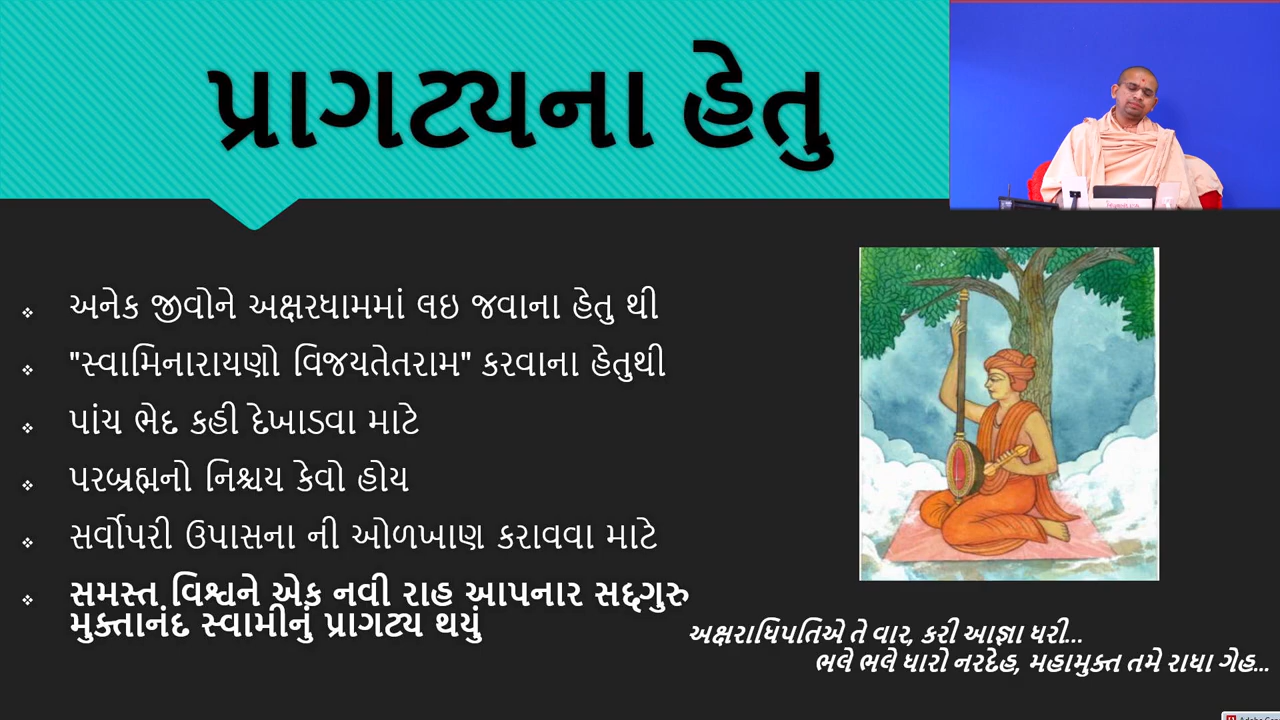 પ્રાગટ્યના હેતુ
અનેક જીવોને અક્ષરધામમાં લઇ જવાના હેતુ થી
"સ્વામિનારાયણો વિજયતેતરામ" કરવાના હેતુથી
પાંચ ભેદ કહી દેખાડવા માટે
પરબ્રહ્મનો નિશ્ચય કેવો હોય
સર્વોપરી ઉપાસના ની ઓળખાણ કરાવવા માટે
સમસ્ત વિશ્વને એક નવી રાહ આપનાર સદ્દગુરુ
મુક્તાનંદ સ્વામીનું પ્રાગટ્ય થયું
અક્ષરાધિપતિએ તે વાર, કરી આજ્ઞા ધરી...
ભલે ભલે ધારો નરદેહ, મહામુક્ત તમે રાધા ગેહ...